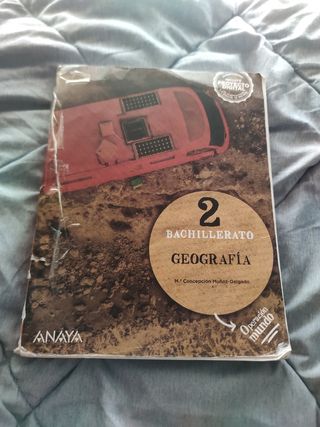 2
BACHILLERATO
GEOGRAFÍA
M.ª Concepción Muñoz-Delgado
ANAYA
Operación
mundo